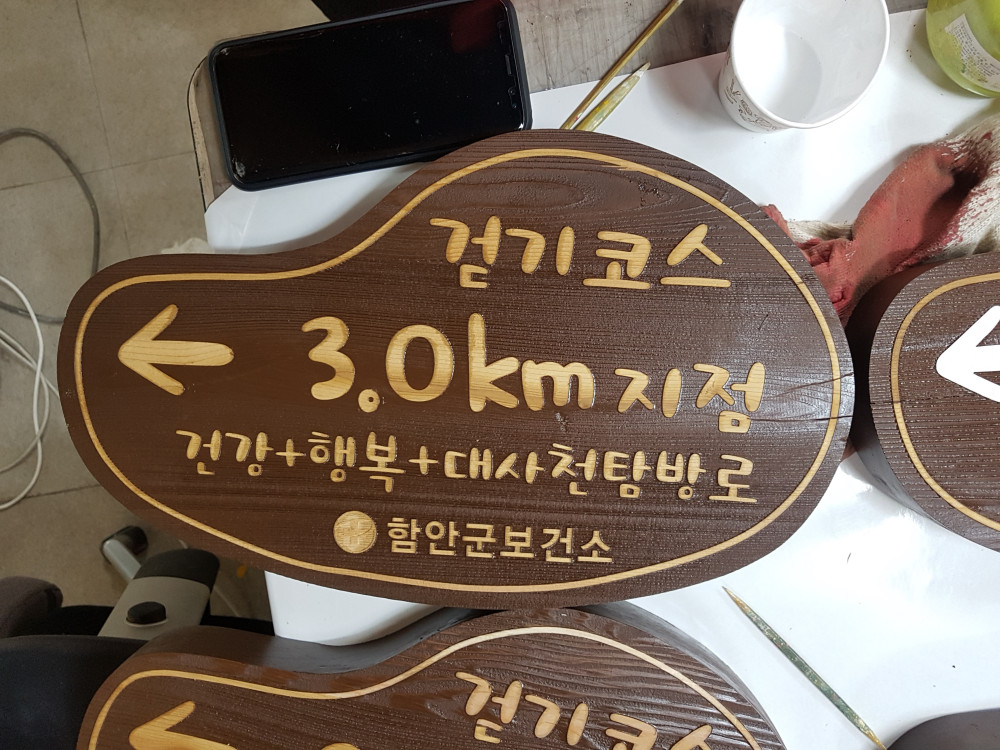 걷기코스
← 3.0km 지점
건강+행복+대사천탐방로
함안군보건소
걷기코스